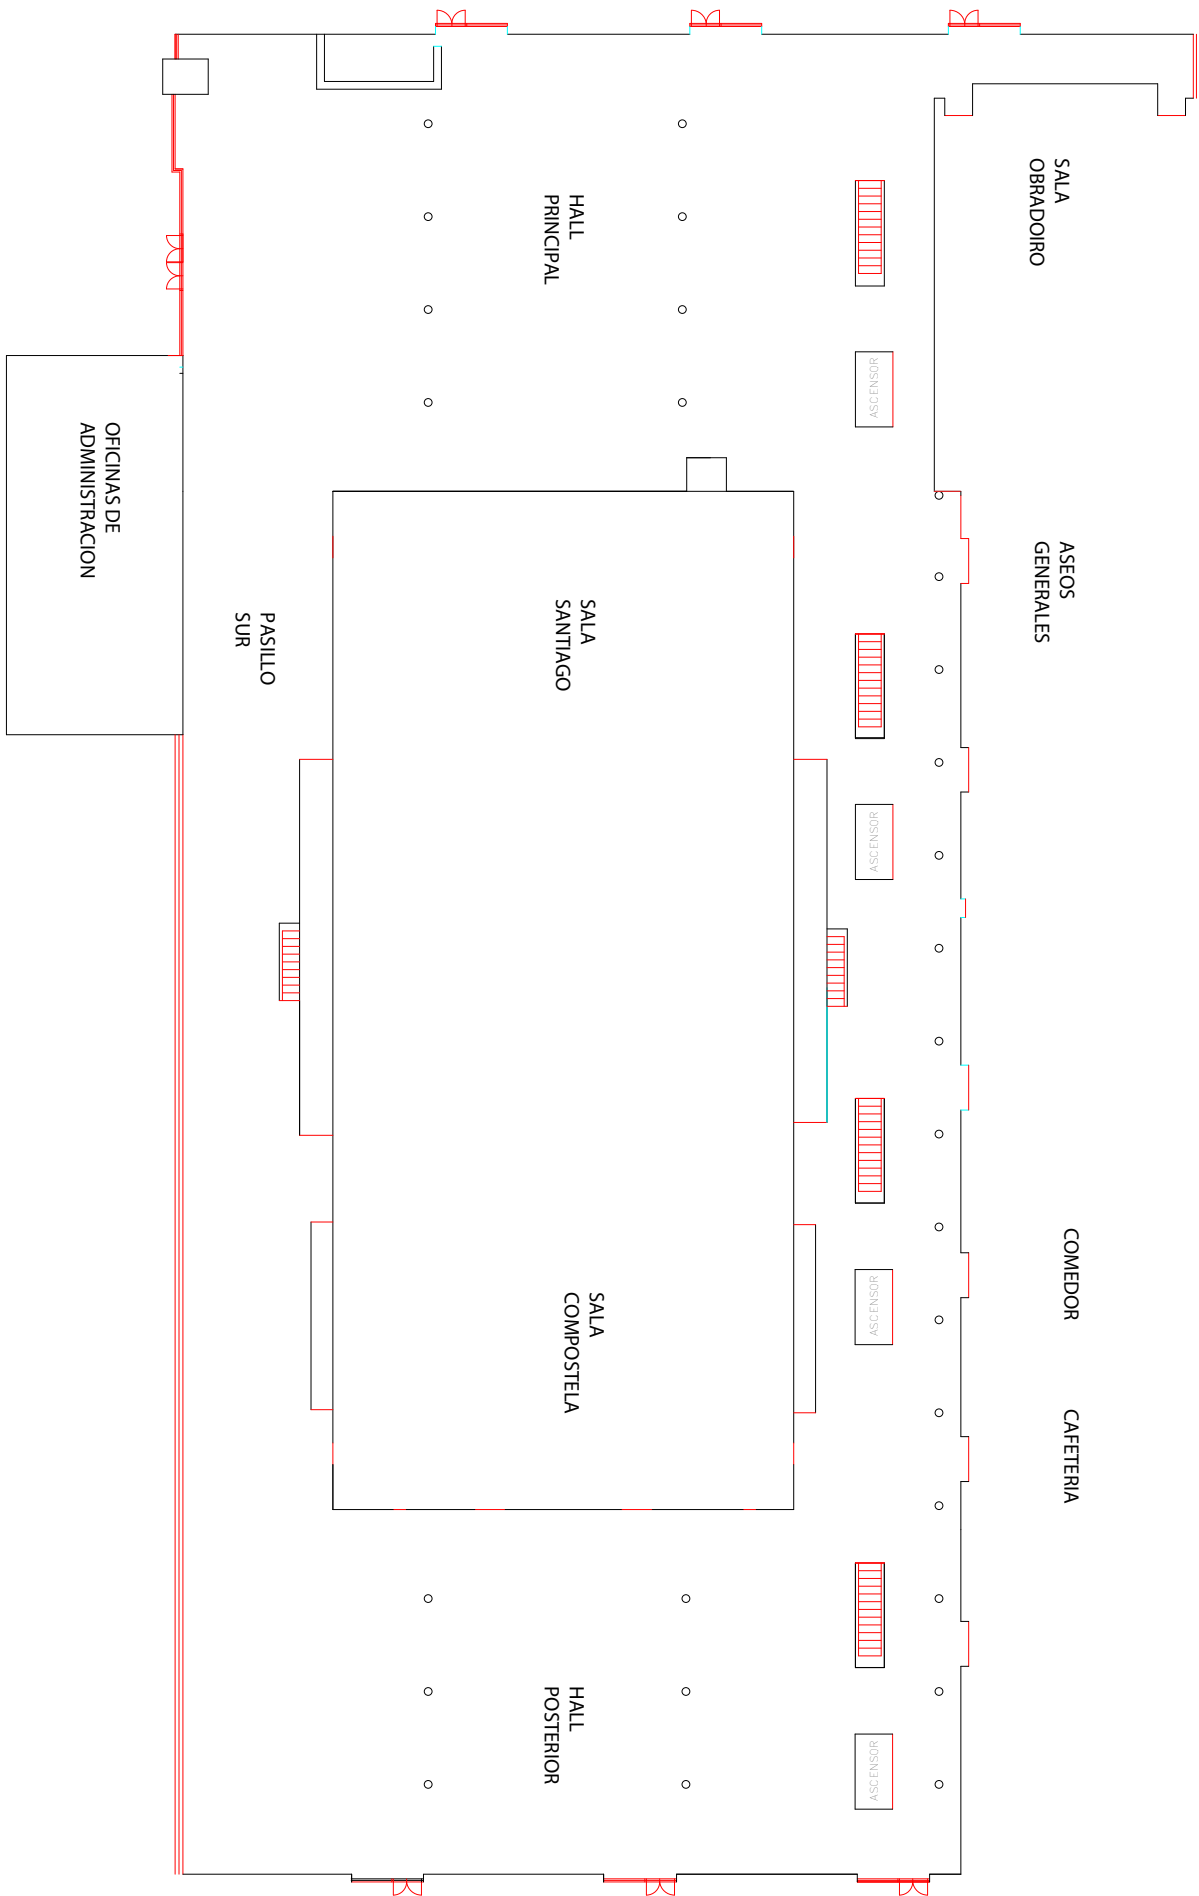 SALA
OBRADOIRO
HALL
PRINCIPAL
ASCENSOR
OFICINAS DE
ADMINISTRACION
ASEOS
GENERALES
SALA
SANTIAGO
PASILLO
SUR
ASCENSOR
COMEDOR
ASCENSOR
SALA
COMPOSTELA
CAFETERIA
HALL
POSTERIOR
ASCENSOR